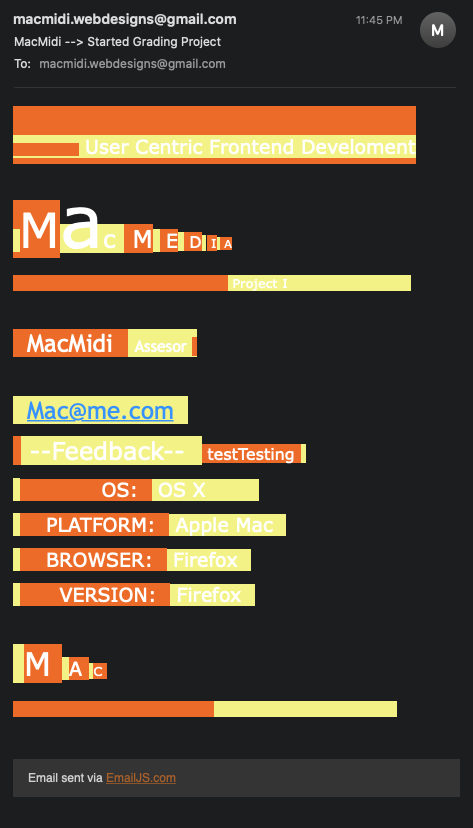 macmidi.webdesigns@gmail.com 11:45 PM M
MacMidi --> Started Grading Project
To: macmidi.webdesigns@gmail.com
User Centric Frontend Develoment
Mac MEDIA
Project I
MacMidi Assesor
Mac@me.com
--Feedback-- testTesting
OS: OS X
PLATFORM: Apple Mac
BROWSER: Firefox
VERSION: Firefox
MAC
Email sent via EmailJS.com